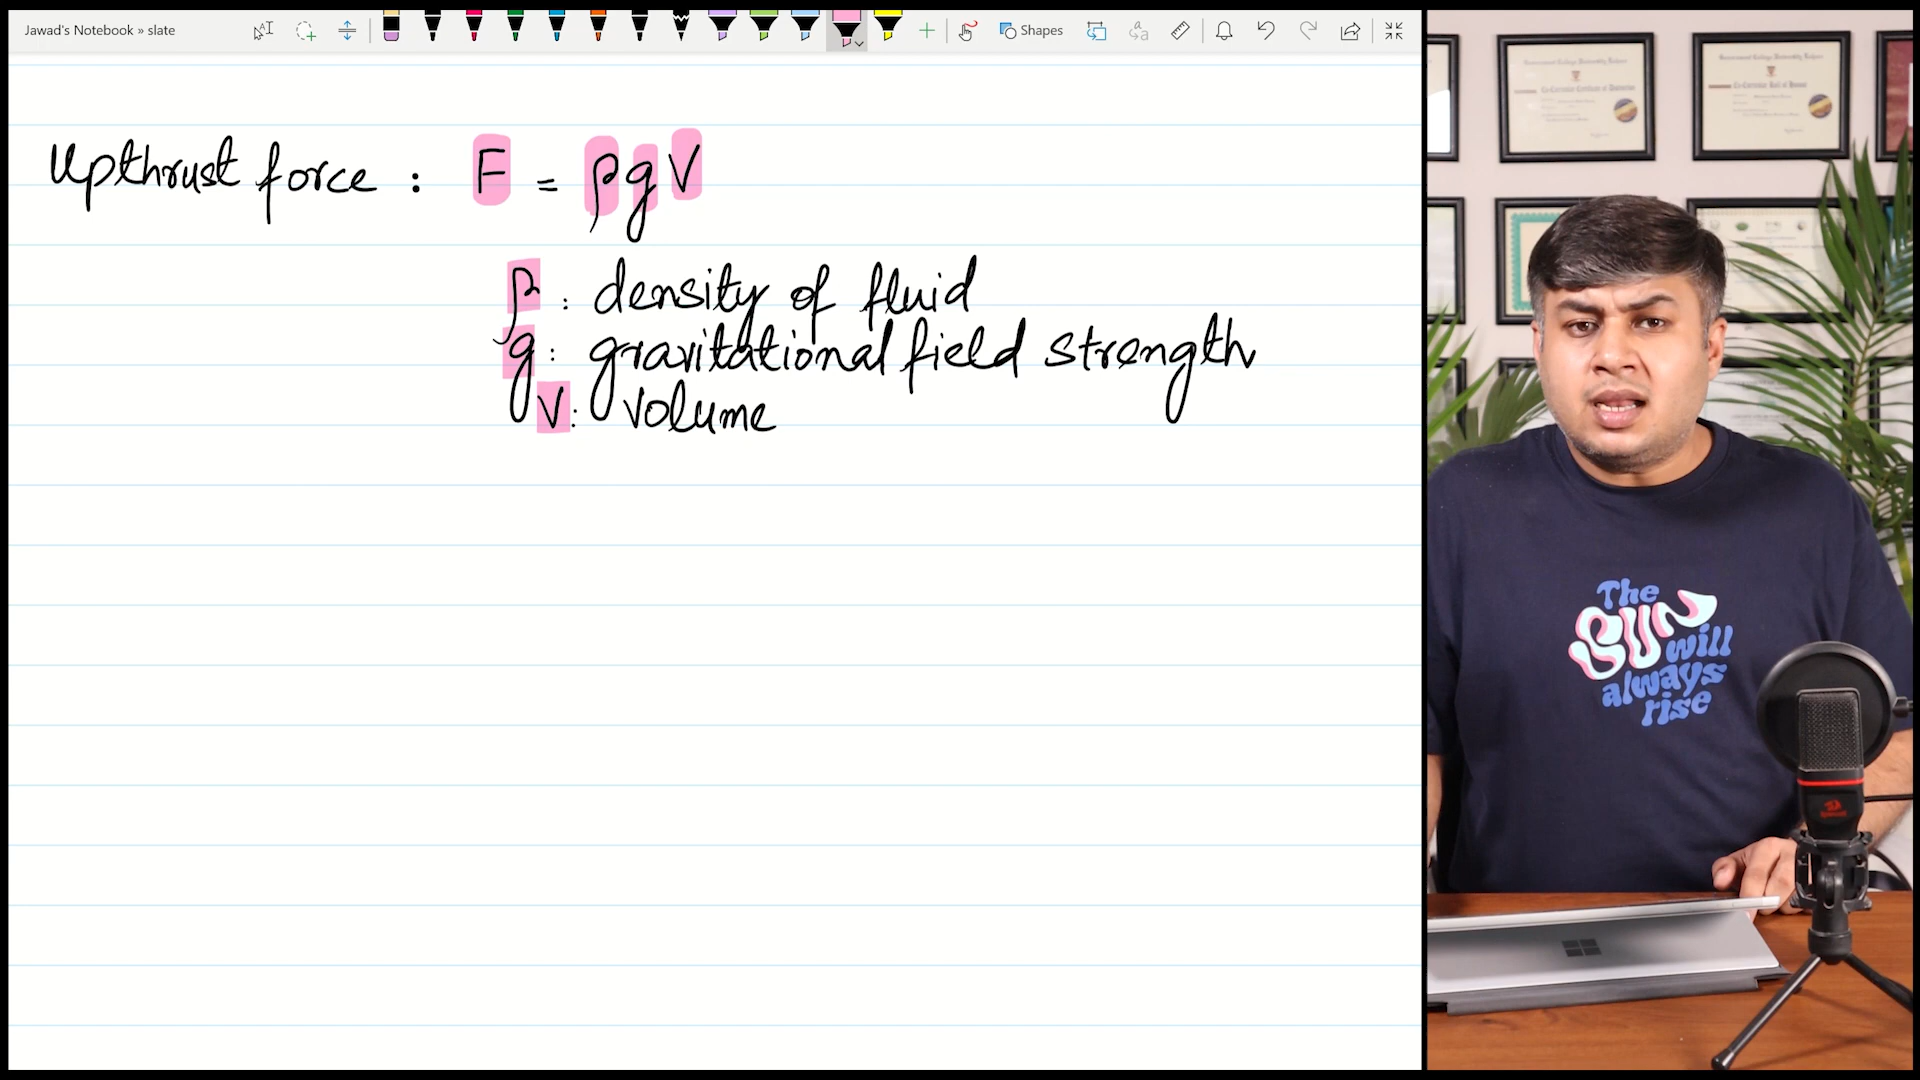 Jawad's Notebook » slate
Shapes
Upthrust force : F = ρgV
ρ : density of fluid
g : gravitational field strength
V : volume
The
SUN
will
always
rise